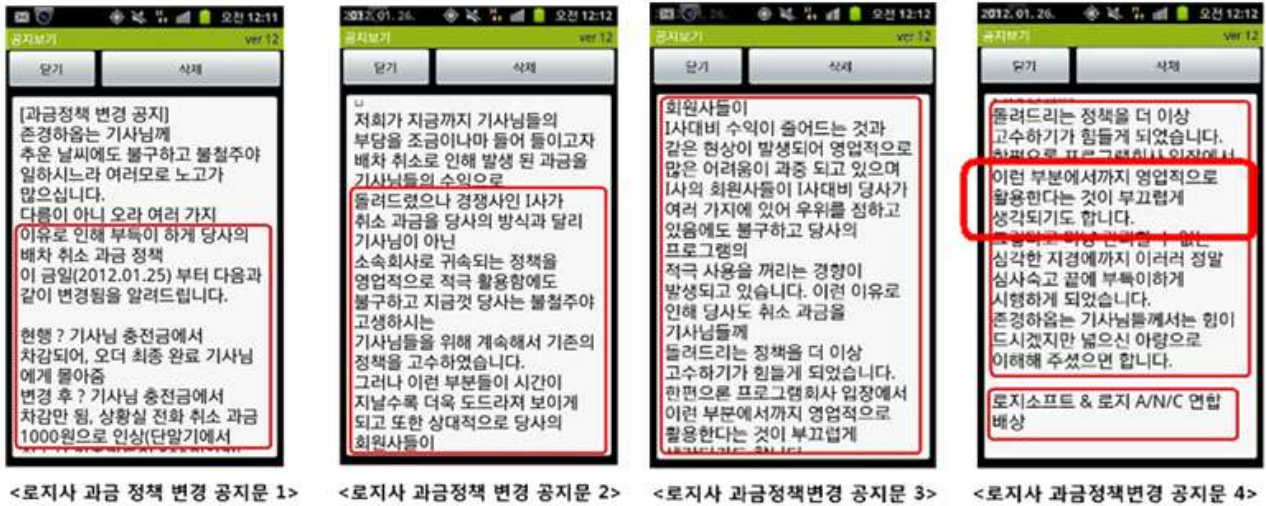 오전 12:11
공지보기 ver.12
닫기 삭제
[과금정책 변경 공지]
존경하옵는 기사님께
추운 날씨에도 불구하고 불철주야
일하시느라 여러모로 노고가
많으십니다.
다름이 아니 오라 여러 가지
이유로 인해 부득이 하게 당사의
배차 취소 과금 정책
이 금일(2012.01.25) 부터 다음과
같이 변경됨을 알려드립니다.
현행 ? 기사님 충전금에서
차감되어, 오더 최종 완료 기사님
에게 몰아줌
변경 후 ? 기사님 충전금에서
차감만 됨, 상황실 전화 취소 과금
1000원으로 인상(단말기에서
<로지사 과금 정책 변경 공지문 1>
2012. 01. 26. 오전 12:12
공지보기 ver.12
닫기 삭제
저희가 지금까지 기사님들의
부담을 조금이나마 들어 들이고자
배차 취소로 인해 발생 된 과금을
기사님들의 수익으로
돌려드렸으나 경쟁사인 I사가
취소 과금을 당사의 방식과 달리
기사님이 아닌
소속회사로 귀속되는 정책을
영업적으로 적극 활용함에도
불구하고 지금껏 당사는 불철주야
고생하시는
기사님들을 위해 계속해서 기존의
정책을 고수하였습니다.
그러나 이런 부분들이 시간이
지날수록 더욱 도드라져 보이게
되고 또한 상대적으로 당사의
회원사들이
<로지사 과금정책 변경 공지문 2>
오전 12:12
공지보기 ver.12
닫기 삭제
회원사들이
I사대비 수익이 줄어드는 것과
같은 현상이 발생되어 영업적으로
많은 어려움이 과중 되고 있으며
I사의 회원사들이 I사대비 당사가
여러 가지에 있어 우위를 점하고
있음에도 불구하고 당사의
프로그램의
적극 사용을 꺼리는 경향이
발생되고 있습니다. 이런 이유로
인해 당사도 취소 과금을
기사님들께
돌려드리는 정책을 더 이상
고수하기가 힘들게 되었습니다.
한편으론 프로그램회사 입장에서
이런 부분에서까지 영업적으로
활용한다는 것이 부끄럽게
<로지사 과금정책변경 공지문 3>
2012. 01. 26. 오전 12:12
공지보기 ver.12
닫기 삭제
돌려드리는 정책을 더 이상
고수하기가 힘들게 되었습니다.
한편으론 프로그램회사 입장에서
이런 부분에서까지 영업적으로
활용한다는 것이 부끄럽게
생각되기도 합니다.
심각한 지경에까지 이러러 정말
심사숙고 끝에 부득이하게
시행하게 되었습니다.
존경하옵는 기사님들께서는 힘이
드시겠지만 넓으신 아량으로
이해해 주셨으면 합니다.
로지소프트 & 로지 A/N/C 연합
배상
<로지사 과금정책변경 공지문 4>